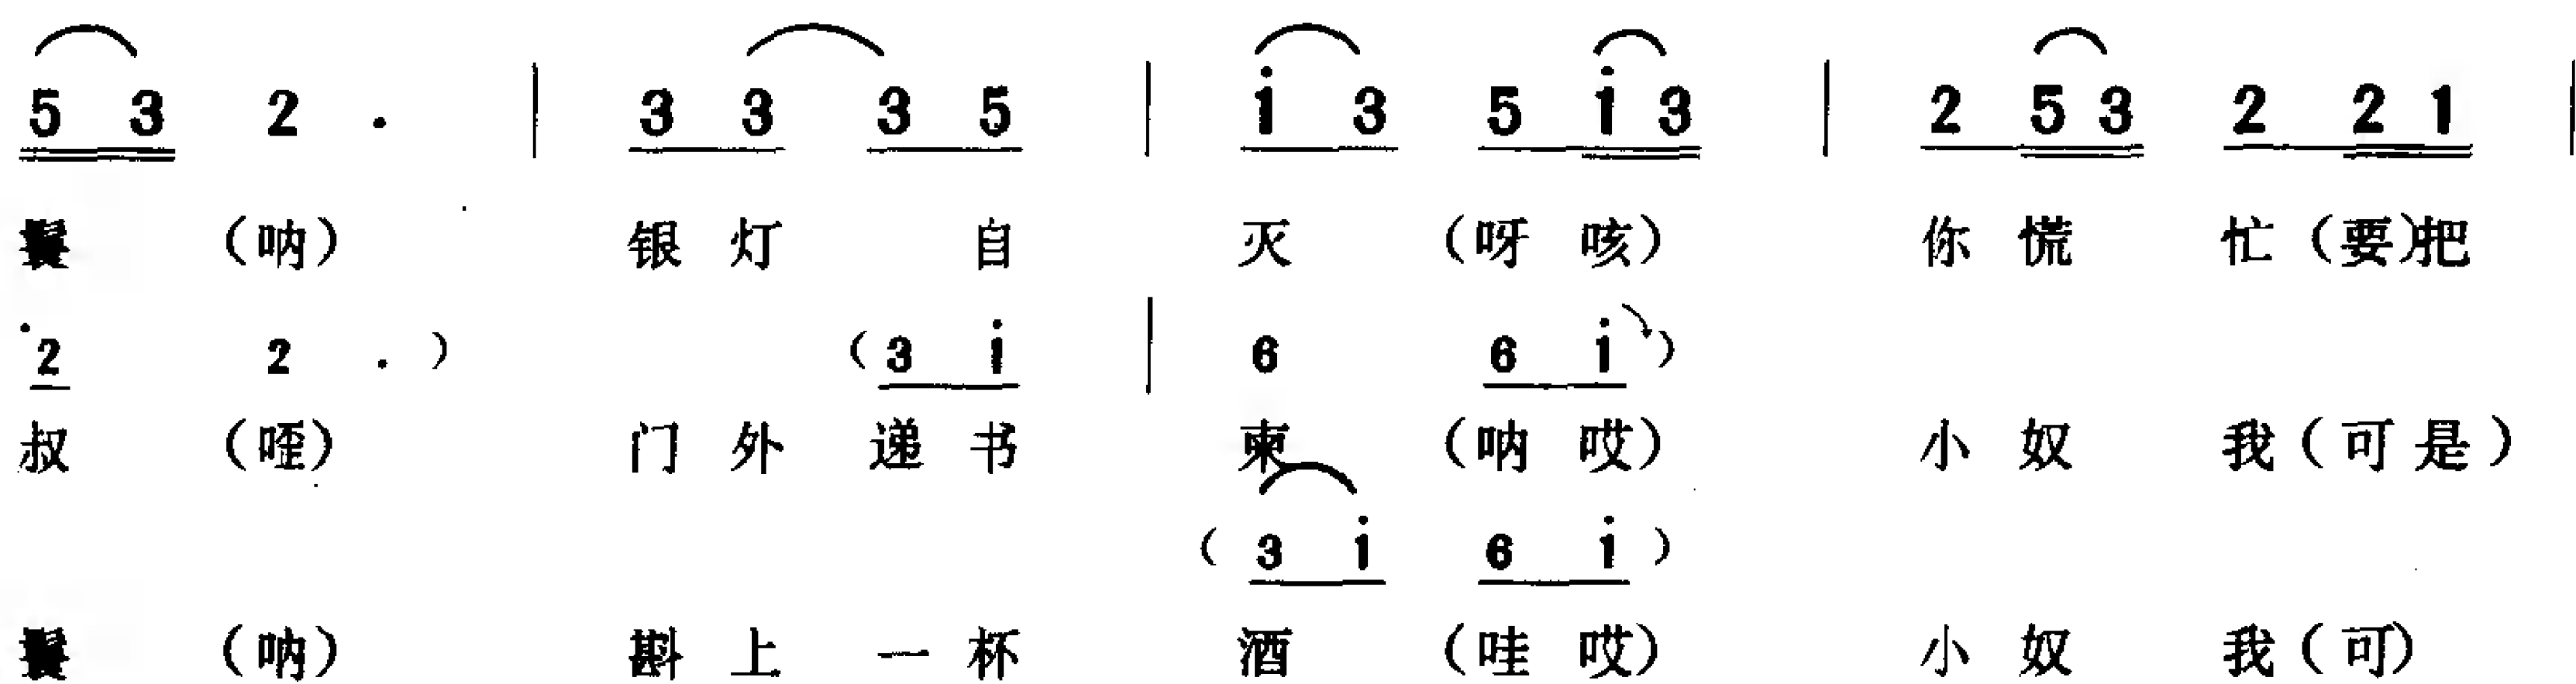 5 3 2 . | 3 3 3 5 | i̇ 3 5 i̇ 3 | 2 5 3 2 2 1 |
(呐) 银 灯 自 灭 (呀 咳) 你 慌 忙 (要)把
2 2 . ) ( 3 i̇ | 6 6 i̇ )
叔 (咥) 门 外 递 书 柬 (呐 哎) 小 奴 我 (可 是)
( 3 i̇ 6 i̇ )
(呐) 斟 上 一 杯 酒 (哇 哎) 小 奴 我 (可)